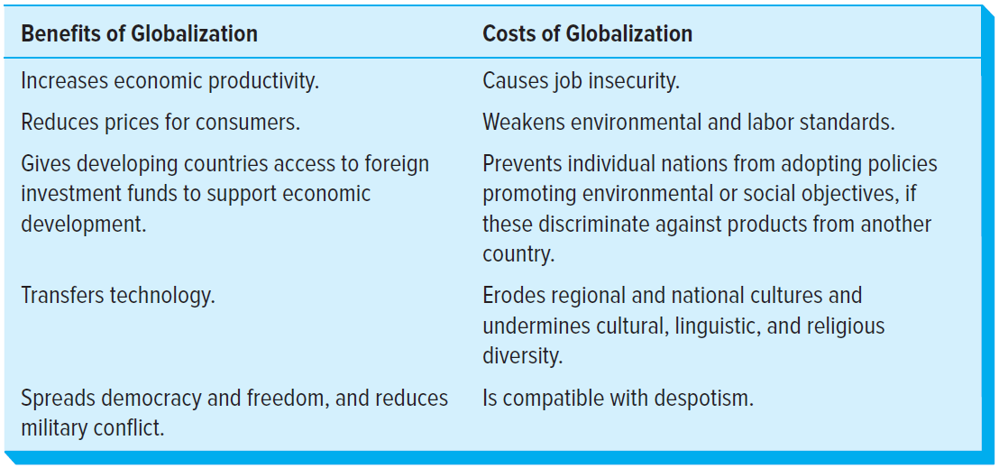 Benefits of Globalization
Costs of Globalization
Increases economic productivity.
Causes job insecurity.
Reduces prices for consumers.
Weakens environmental and labor standards.
Gives developing countries access to foreign
investment funds to support economic
development.
Prevents individual nations from adopting policies
promoting environmental or social objectives, if
these discriminate against products from another
country.
Transfers technology.
Erodes regional and national cultures and
undermines cultural, linguistic, and religious
diversity.
Spreads democracy and freedom, and reduces
military conflict.
Is compatible with despotism.